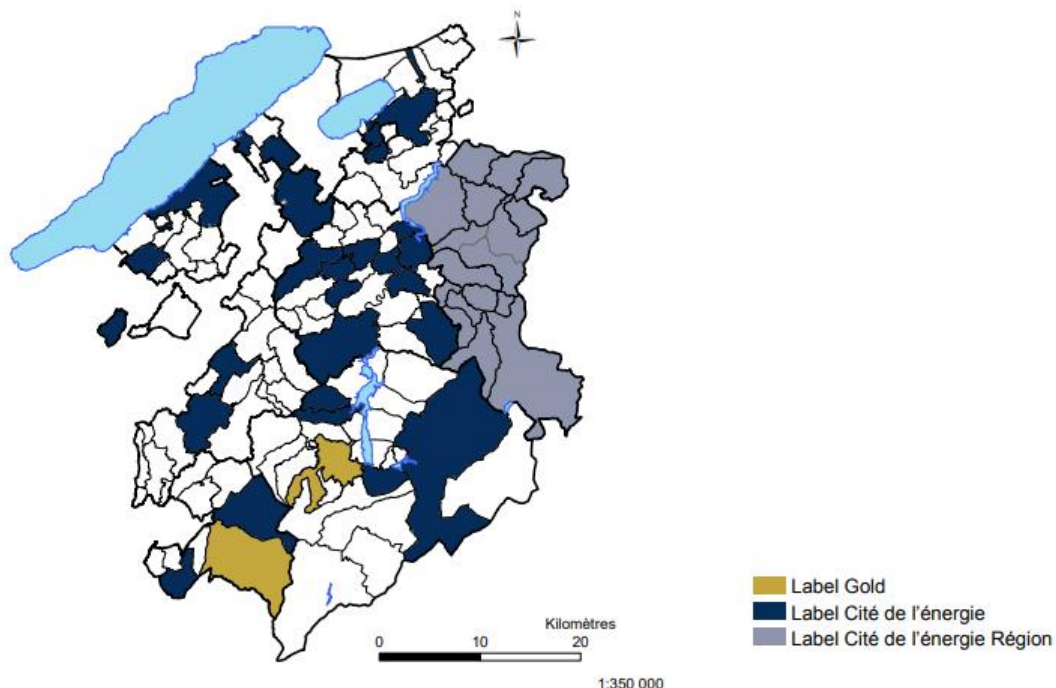 N
Label Gold
Label Cité de l'énergie
Label Cité de l'énergie Région
Kilomètres
0 10 20
1:350 000